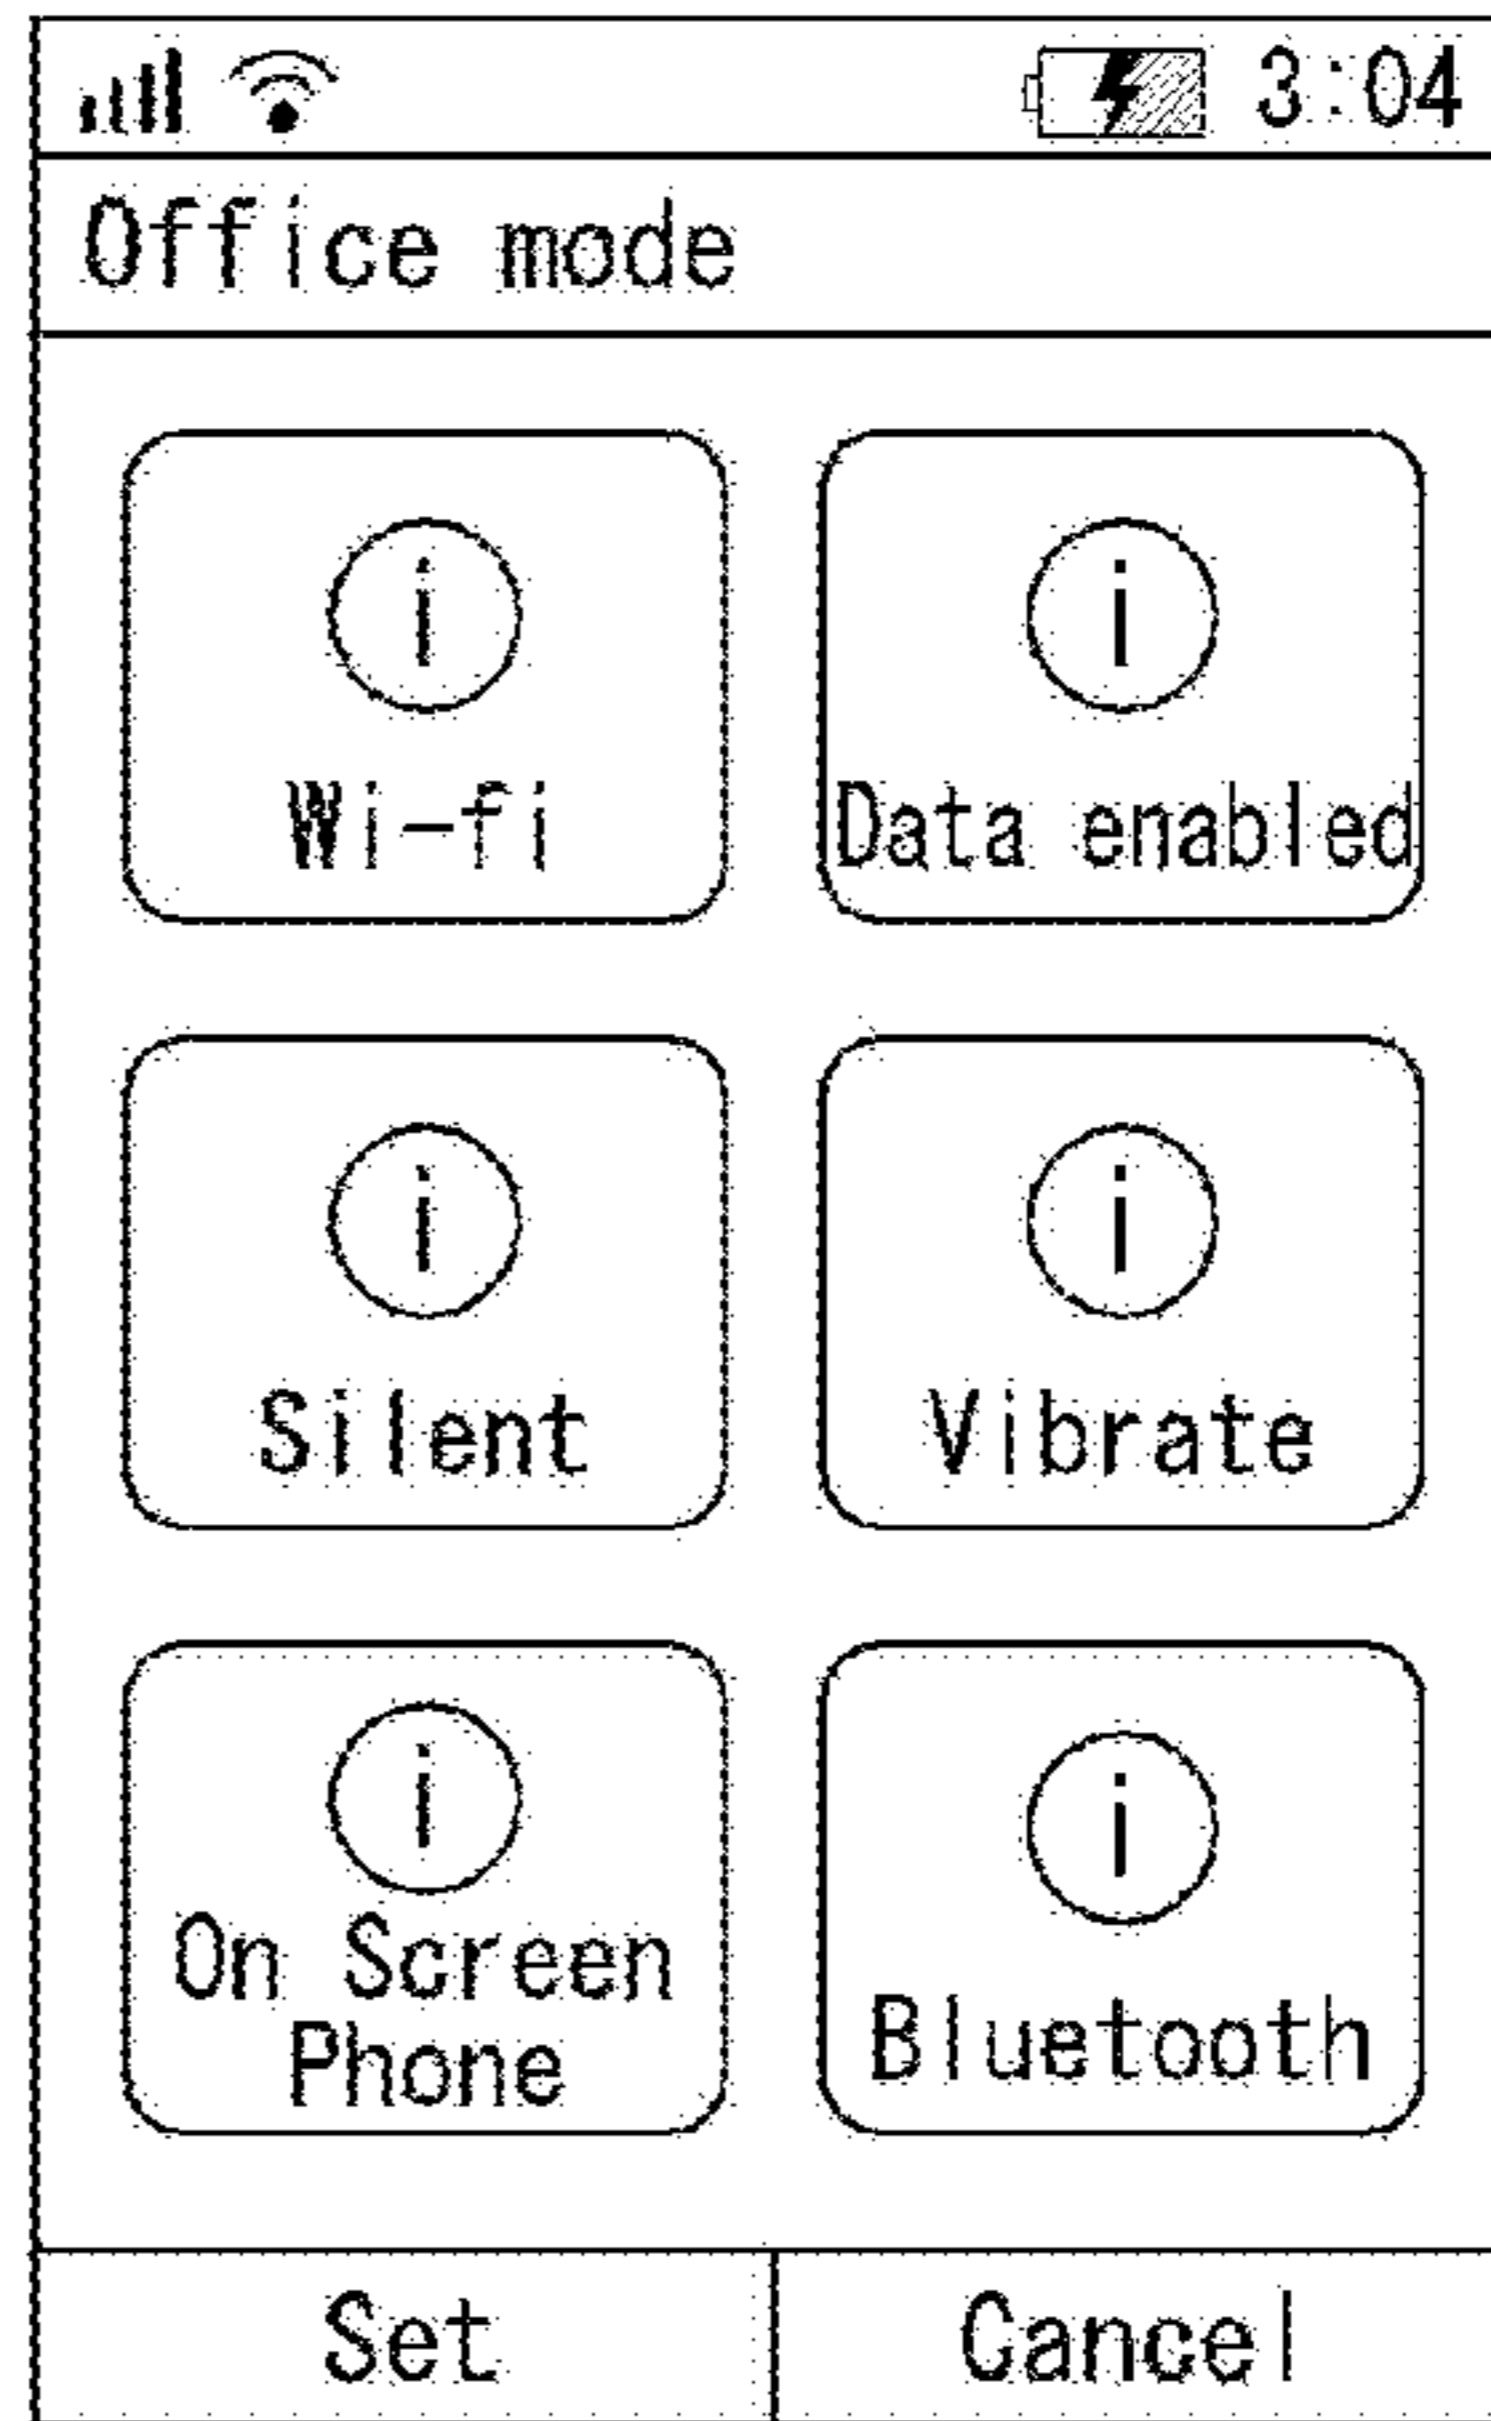 3:04
Office mode
i i
Wi-fi Data enabled
i i
Silent Vibrate
i i
On Screen
Phone Bluetooth
Set Cancel